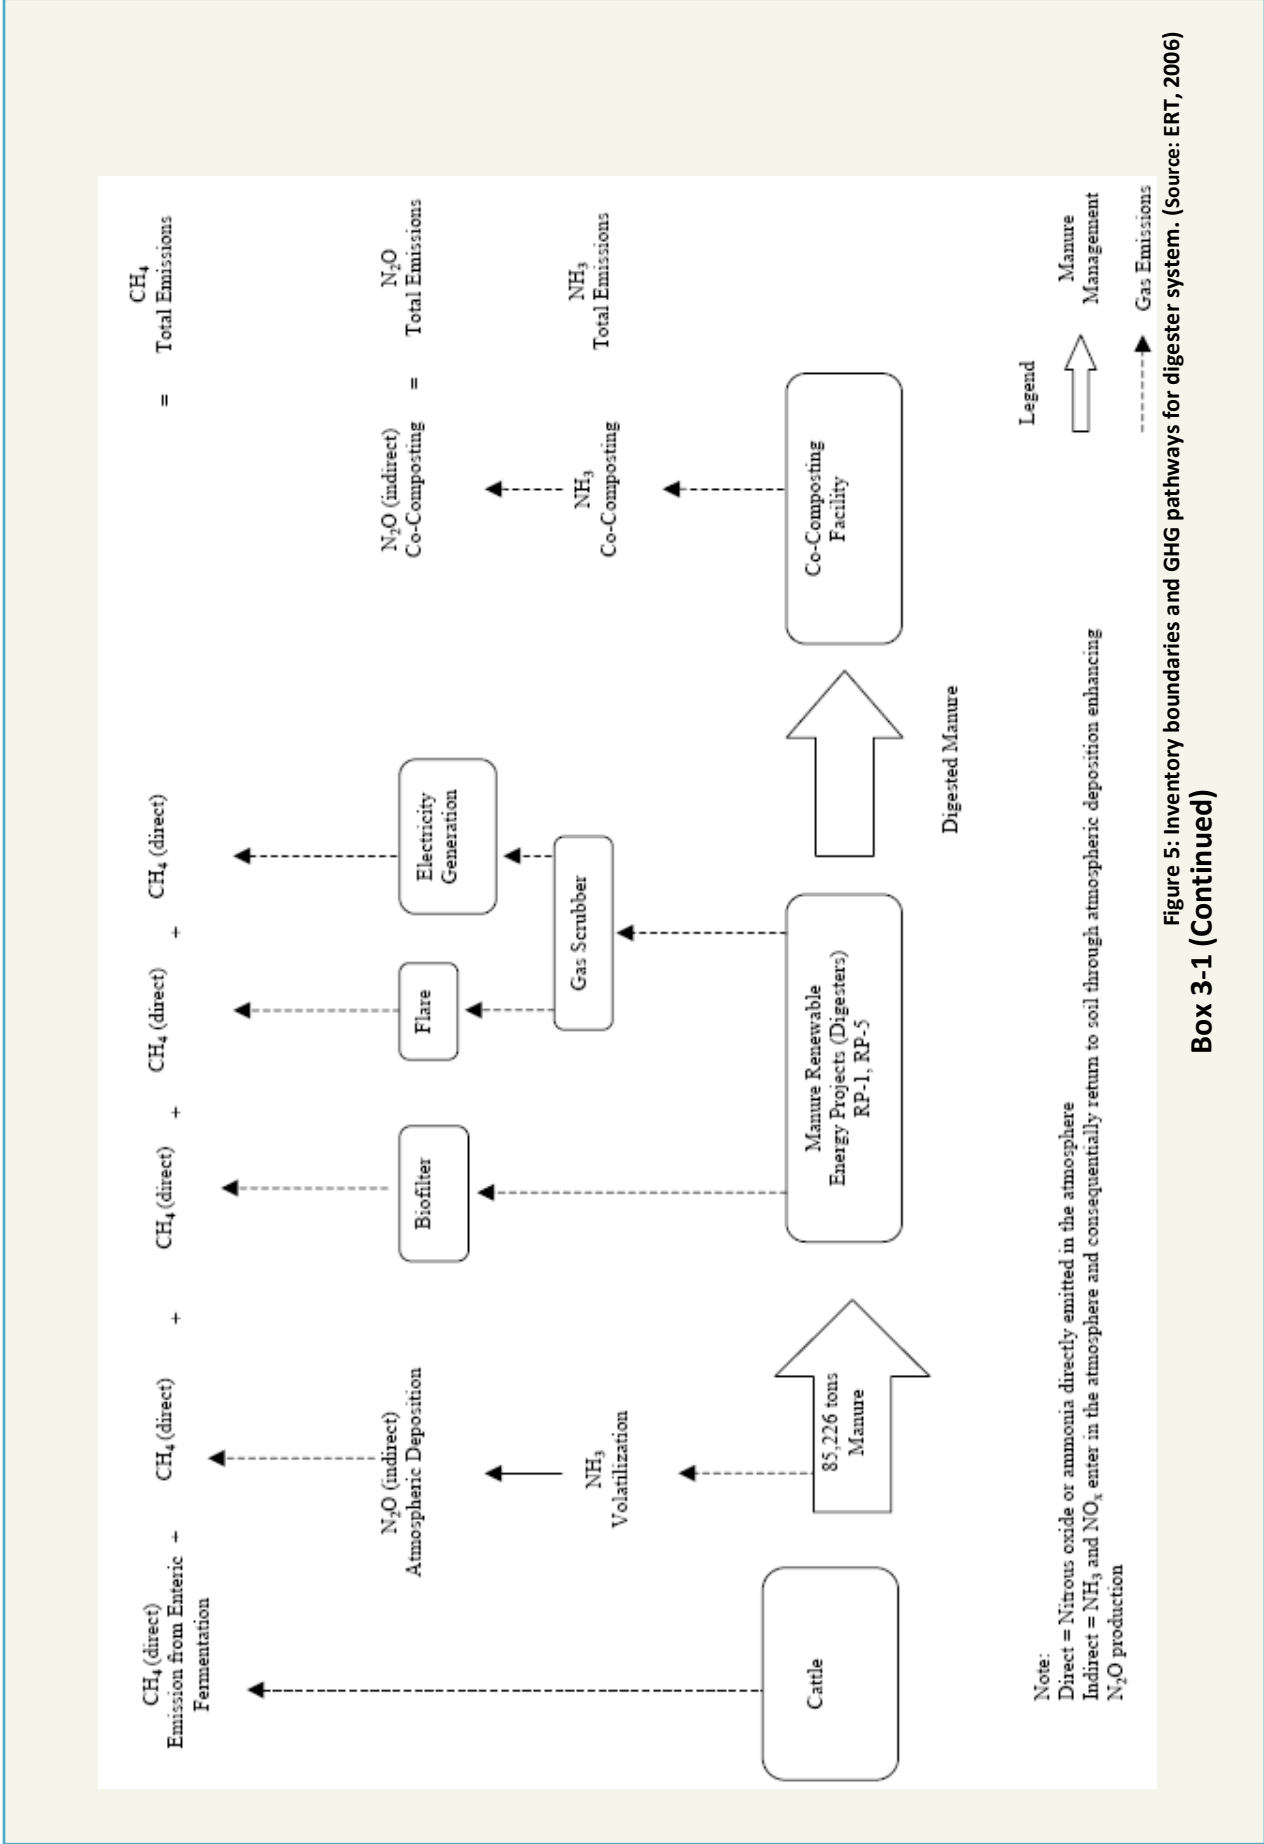 CH₄ (direct)
Emission from Enteric +
Fermentation
CH₄ (direct)
+
CH₄ (direct)
+
CH₄ (direct)
+
CH₄ (direct)
=
CH₄
Total Emissions
N₂O (indirect)
Atmospheric Deposition
Biofilter
Flare
Electricity
Generation
N₂O (indirect)
Co-Composting
=
N₂O
Total Emissions
NH₃
Volatilization
Gas Scrubber
NH₃
Co-Composting
NH₃
Total Emissions
Cattle
85,226 tons
Manure
Manure Renewable
Energy Projects (Digesters)
RP-1, RP-5
Digested Manure
Co-Composting
Facility
Legend
Manure
Management
Gas Emissions
Note:
Direct = Nitrous oxide or ammonia directly emitted in the atmosphere
Indirect = NH₃ and NOₓ enter in the atmosphere and consequentially return to soil through atmospheric deposition enhancing
N₂O production
Figure 5: Inventory boundaries and GHG pathways for digester system. (Source: ERT, 2006)
Box 3-1 (Continued)